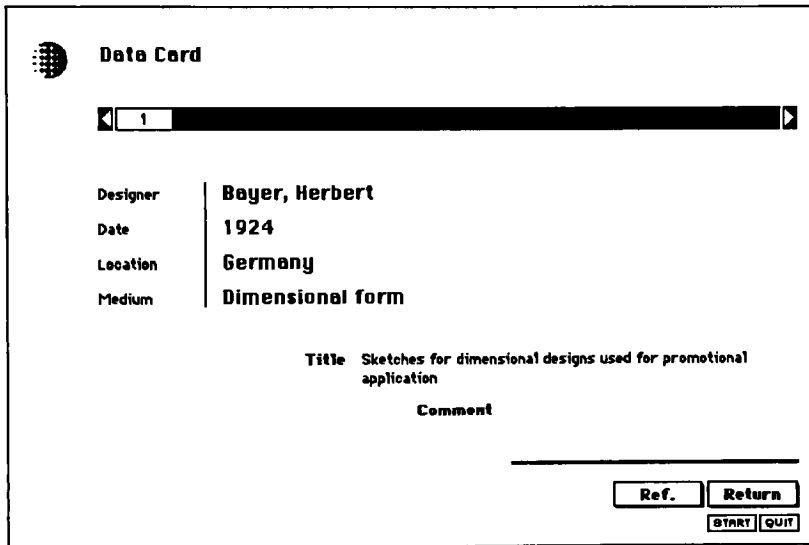 Data Card
1
Designer Bayer, Herbert
Date 1924
Location Germany
Medium Dimensional form
Title Sketches for dimensional designs used for promotional
application
Comment
Ref. Return
START QUIT